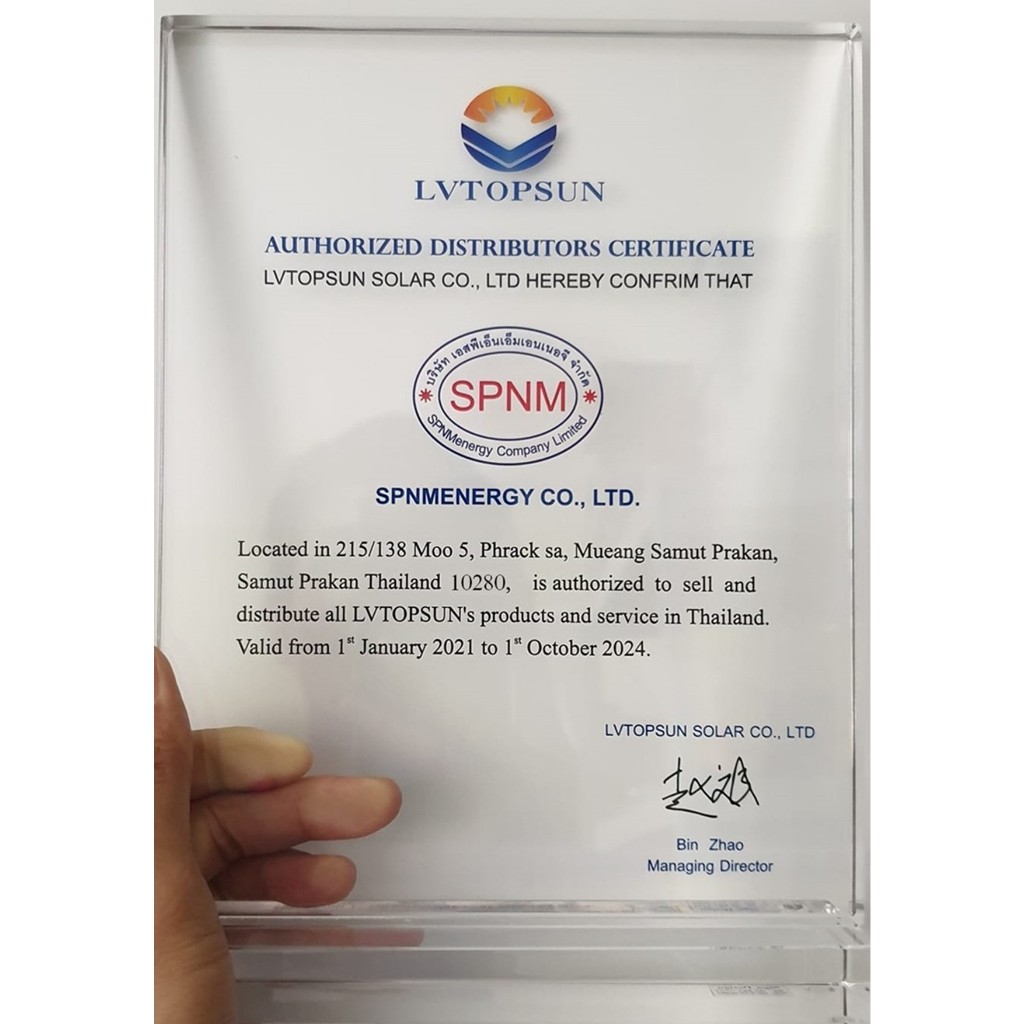 LVTOPSUN
AUTHORIZED DISTRIBUTORS CERTIFICATE
LVTOPSUN SOLAR CO., LTD HEREBY CONFRIM THAT
บริษัท เอสพีเอ็นเอ็มเอนเนอจี จำกัด
SPNM
SPNMenergy Company Limited
SPNMENERGY CO., LTD.
Located in 215/138 Moo 5, Phrack sa, Mueang Samut Prakan,
Samut Prakan Thailand 10280, is authorized to sell and
distribute all LVTOPSUN's products and service in Thailand.
Valid from 1st January 2021 to 1st October 2024.
LVTOPSUN SOLAR CO., LTD
Bin Zhao
Managing Director